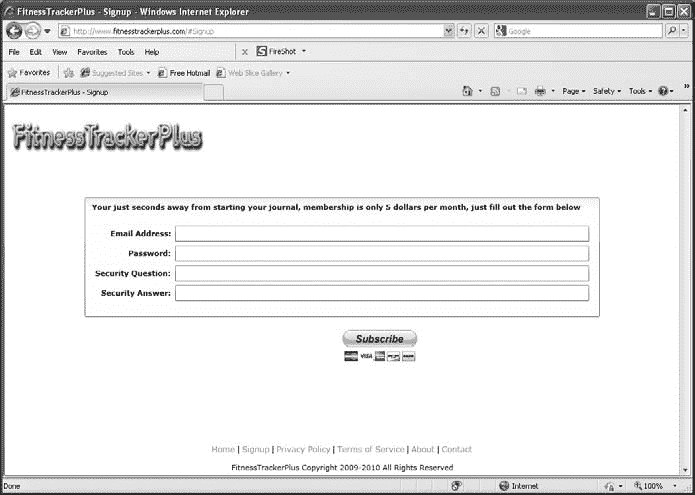 FitnessTrackerPlus - Signup - Windows Internet Explorer
http://www.fitnesstrackerplus.com/#Signup
Google
File Edit View Favorites Tools Help x FireShot
Favorites Suggested Sites Free Hotmail Web Slice Gallery
FitnessTrackerPlus - Signup
Page Safety Tools
FitnessTrackerPlus
Your just seconds away from starting your journal, membership is only 5 dollars per month, just fill out the form below
Email Address:
Password:
Security Question:
Security Answer:
Subscribe
VISA
Home | Signup | Privacy Policy | Terms of Service | About | Contact
FitnessTrackerPlus Copyright 2009-2010 All Rights Reserved
Done Internet 100%